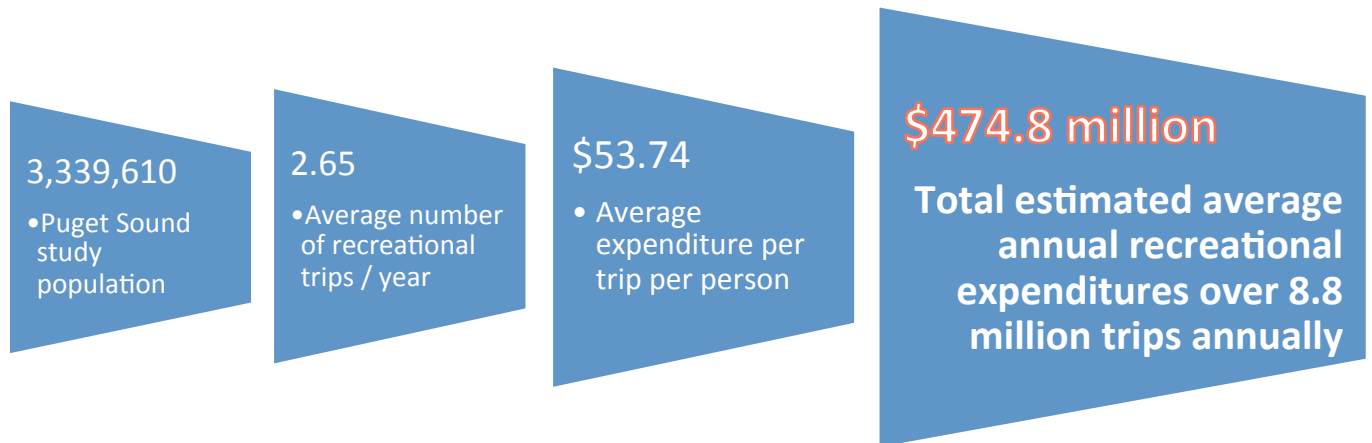 3,339,610
•Puget Sound
study
population
2.65
•Average number
of recreational
trips / year
$53.74
• Average
expenditure per
trip per person
$474.8 million
Total estimated average
annual recreational
expenditures over 8.8
million trips annually